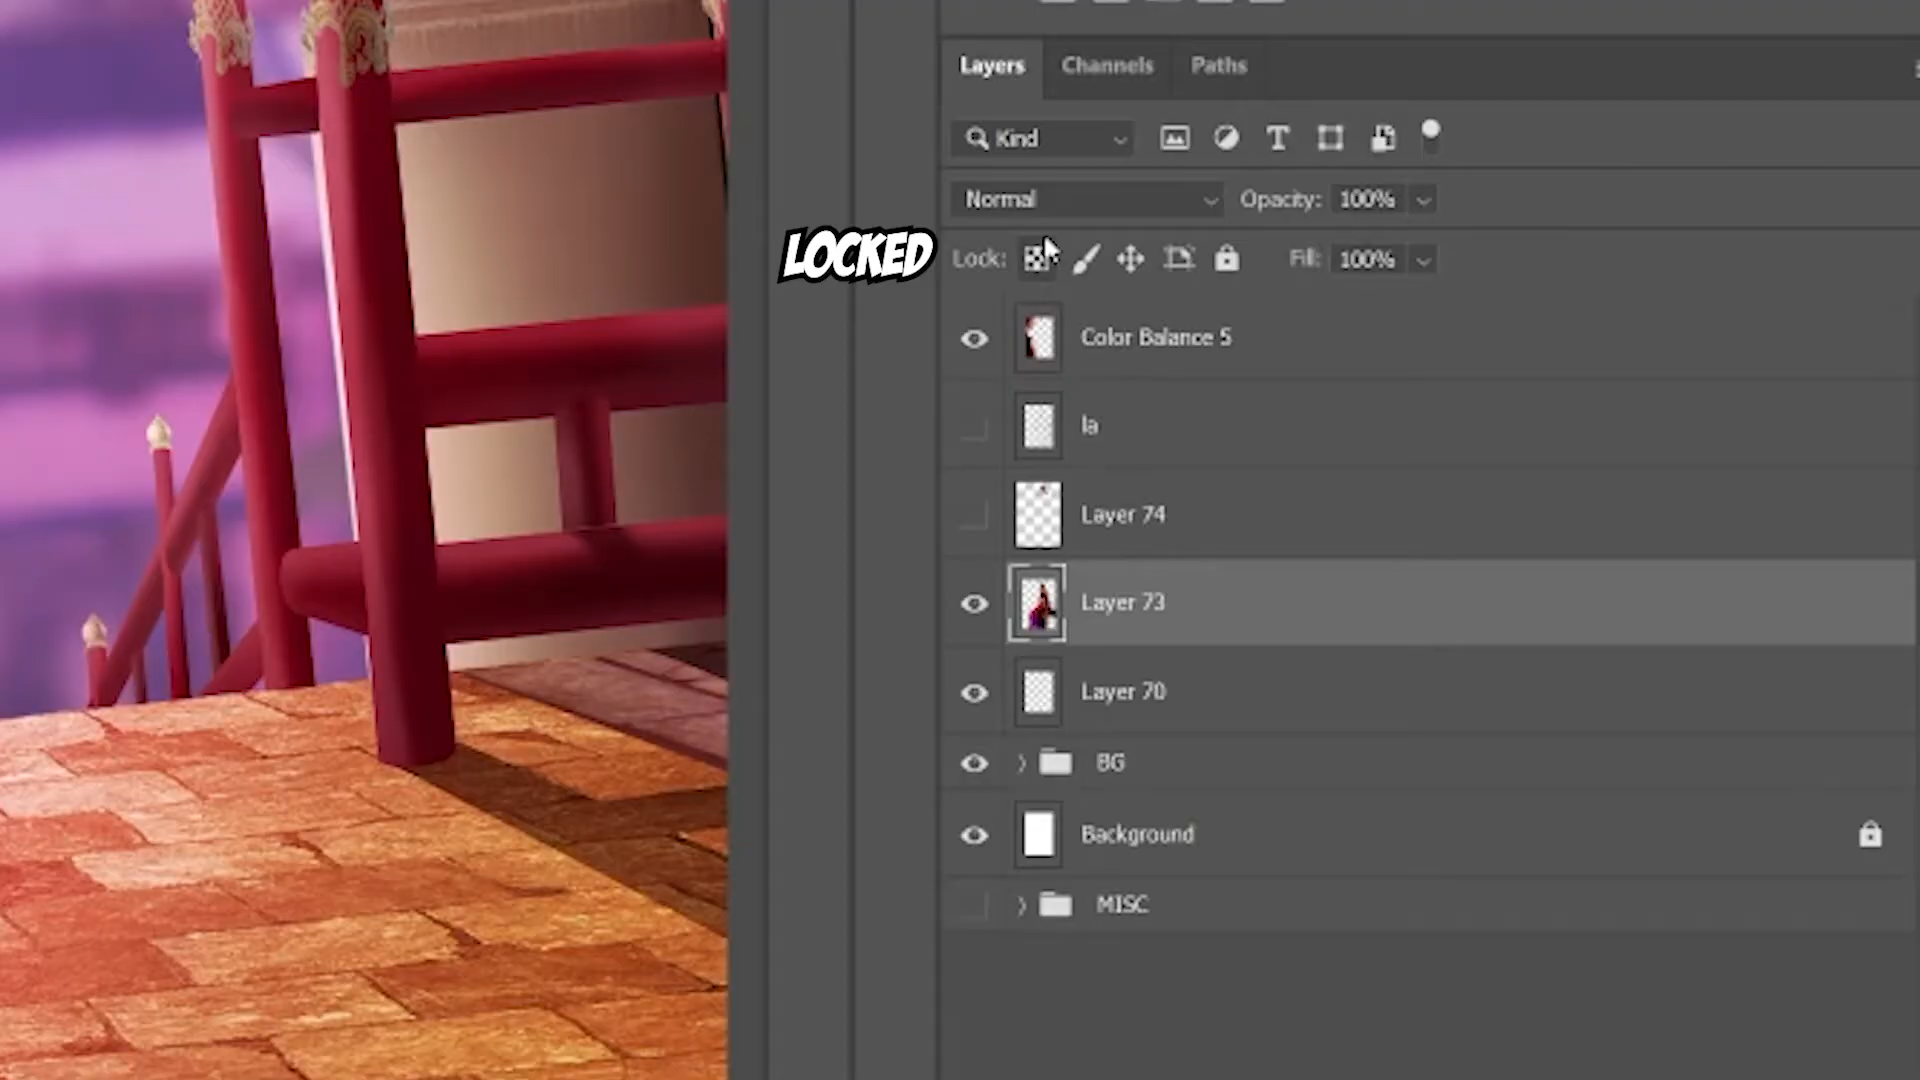 Layers Channels Paths
Kind
Normal Opacity: 100%
LOCKED Lock: Fill: 100%
Color Balance 5
la
Layer 74
Layer 73
Layer 70
BG
Background
MISC